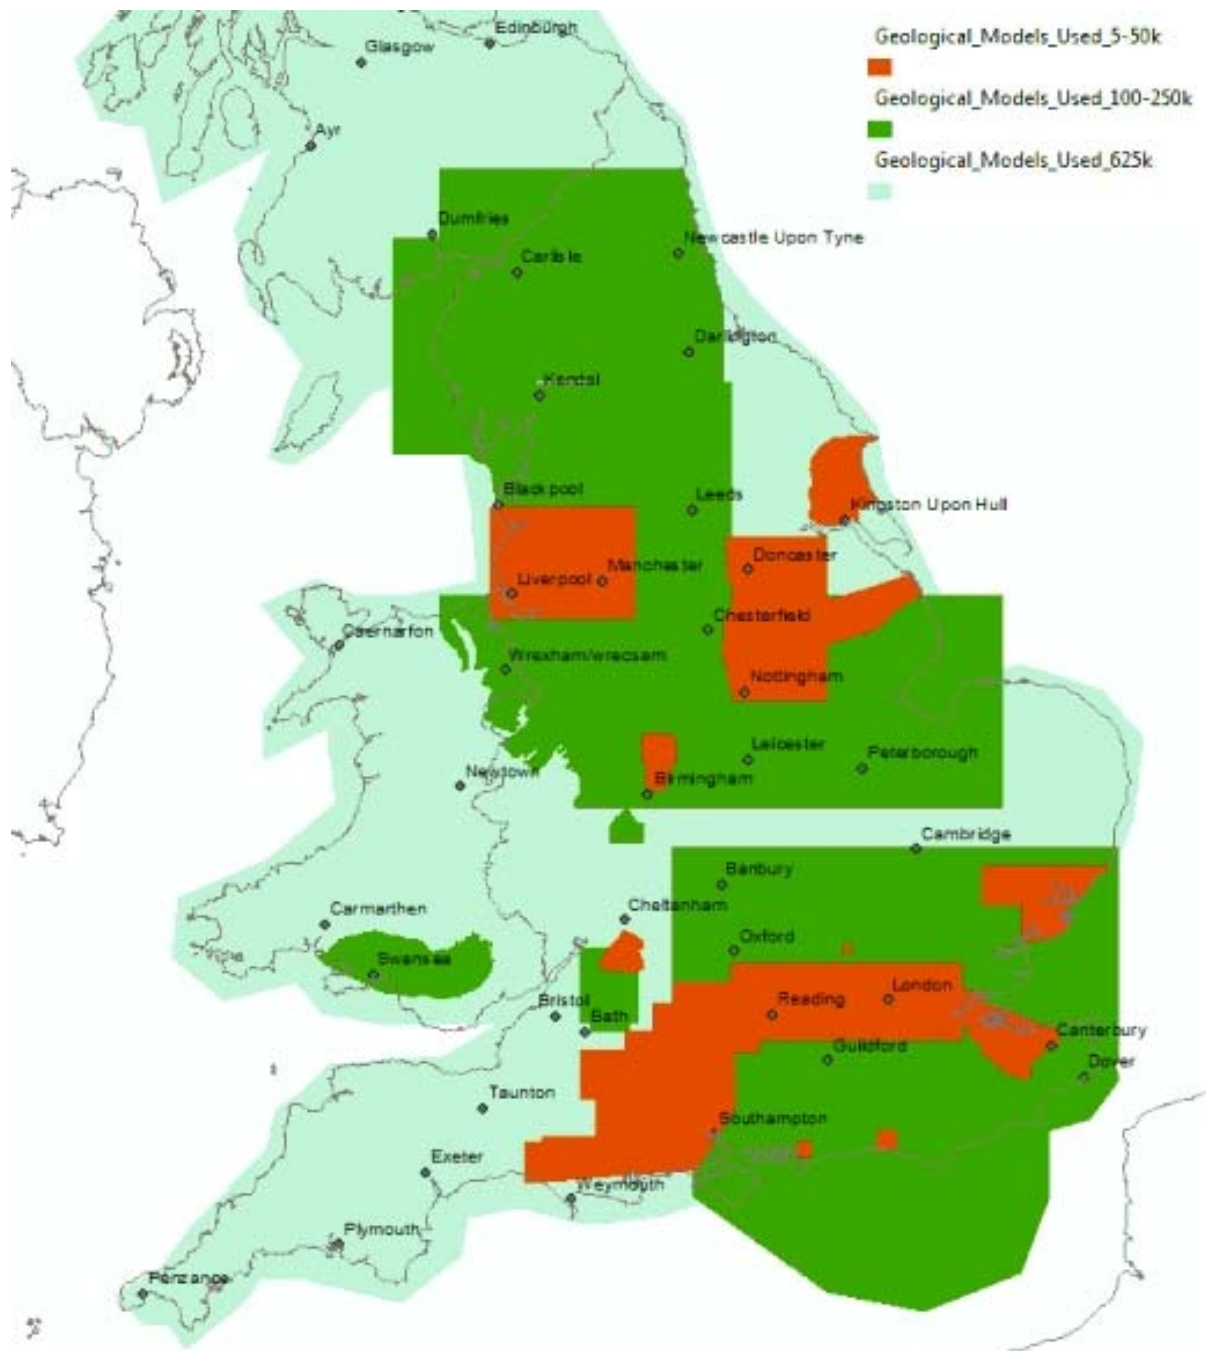 Edinburgh
Geological_Models_Used_5-50k
Glasgow
Geological_Models_Used_100-250k
Ayr
Geological_Models_Used_625k
Dumfries
Newcastle Upon Tyne
Carlisle
Darlington
Kendal
Blackpool
Leeds
Kingston Upon Hull
Doncaster
Manchester
Liverpool
Chesterfield
Caernarfon
Wrexham/wrecsam
Nottingham
Leicester
Peterborough
Newtown
Birmingham
Cambridge
Banbury
Carmarthen
Cheltenham
Oxford
Swansea
London
Reading
Bristol
Bath
Canterbury
Guildford
Dover
Taunton
Southampton
Exeter
Weymouth
Plymouth
Penzance